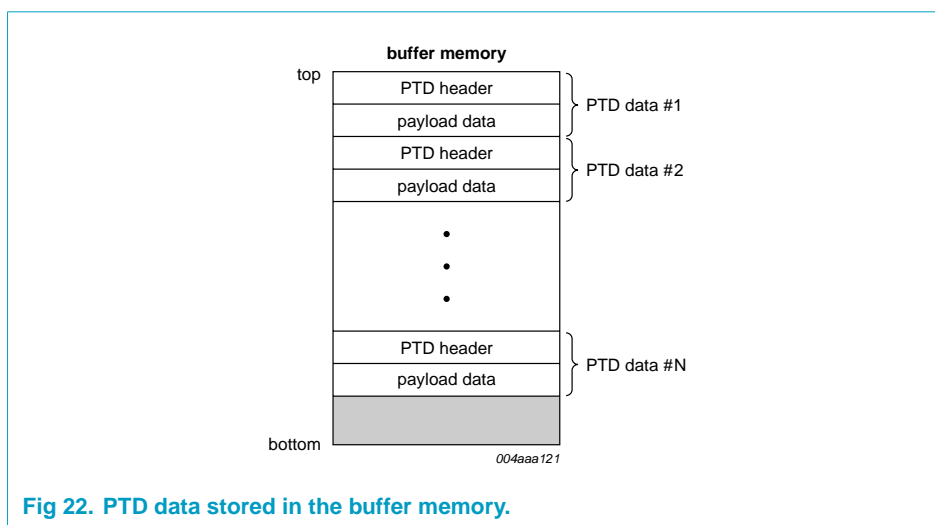 buffer memory
top
PTD header
payload data
PTD data #1
PTD header
payload data
PTD data #2
PTD header
payload data
PTD data #N
bottom
004aaa121
Fig 22. PTD data stored in the buffer memory.